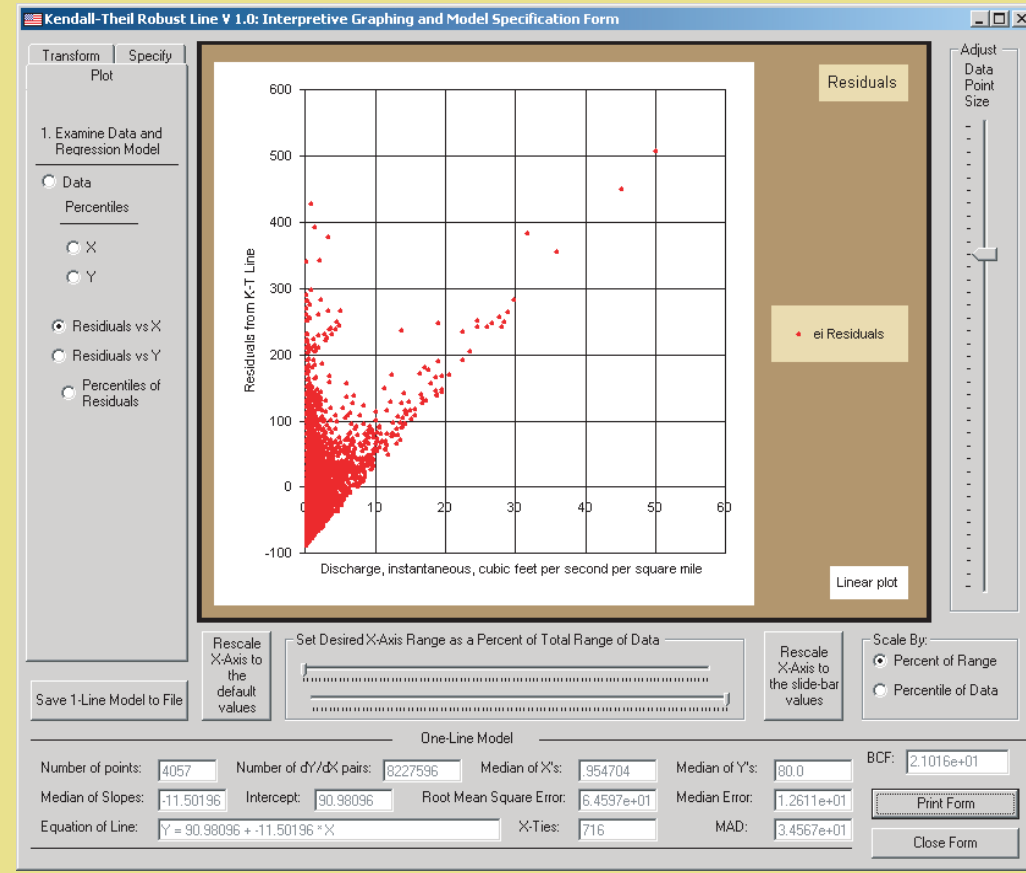 Kendall-Theil Robust Line V 1.0: Interpretive Graphing and Model Specification Form
Transform
Specify
Plot
1. Examine Data and
Regression Model
Data
Percentiles
X
Y
Residiuals vs X
Residiuals vs Y
Percentiles of
Residuals
Save 1-Line Model to File
Residuals from K-T Line
600
500
400
300
200
100
0
-100
0
10
20
30
40
50
60
Discharge, instantaneous, cubic feet per second per square mile
Residuals
ei Residuals
Linear plot
Adjust
Data
Point
Size
Rescale
X-Axis to
the
default
values
Set Desired X-Axis Range as a Percent of Total Range of Data
Rescale
X-Axis to
the slide-bar
values
Scale By:
Percent of Range
Percentile of Data
One-Line Model
Number of points: 4057 Number of dY/dX pairs: 8227596 Median of X's: .954704 Median of Y's: 80.0
BCF: 2.1016e+01
Median of Slopes: -11.50196 Intercept: 90.98096 Root Mean Square Error: 6.4597e+01 Median Error: 1.2611e+01
Print Form
Equation of Line: Y = 90.98096 + -11.50196 * X X-Ties: 716 MAD: 3.4567e+01
Close Form